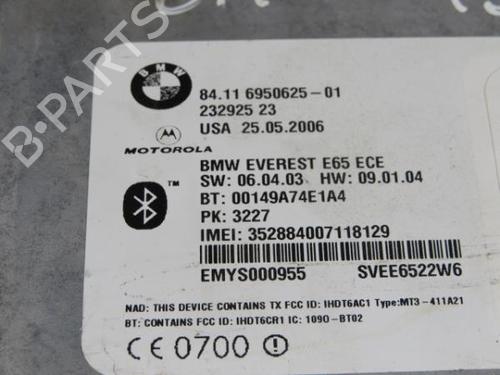 BMW
84.11 6950625-01
232925 23
USA 25.05.2006
MOTOROLA
BMW EVEREST E65 ECE
SW: 06.04.03 HW: 09.01.04
BT: 00149A74E1A4
PK: 3227
IMEI: 352884007118129
EMYS000955 SVEE6522W6
NAD: THIS DEVICE CONTAINS TX FCC ID: IHDT6AC1 Type:MT3-411A21
BT: CONTAINS FCC ID: IHDT6CR1 IC: 109O-BT02
CE 0700